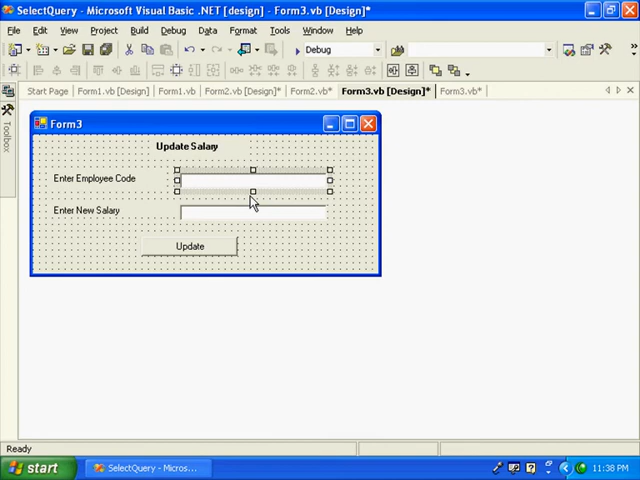 SelectQuery - Microsoft Visual Basic .NET [design] - Form3.vb [Design]*
File Edit View Project Build Debug Data Format Tools Window Help
Debug
Start Page Form1.vb [Design] Form1.vb Form2.vb [Design]* Form2.vb* Form3.vb [Design]* Form3.vb*
Toolbox
Form3
Update Salary
Enter Employee Code
Enter New Salary
Update
Ready
start SelectQuery - Micros... 11:38 PM